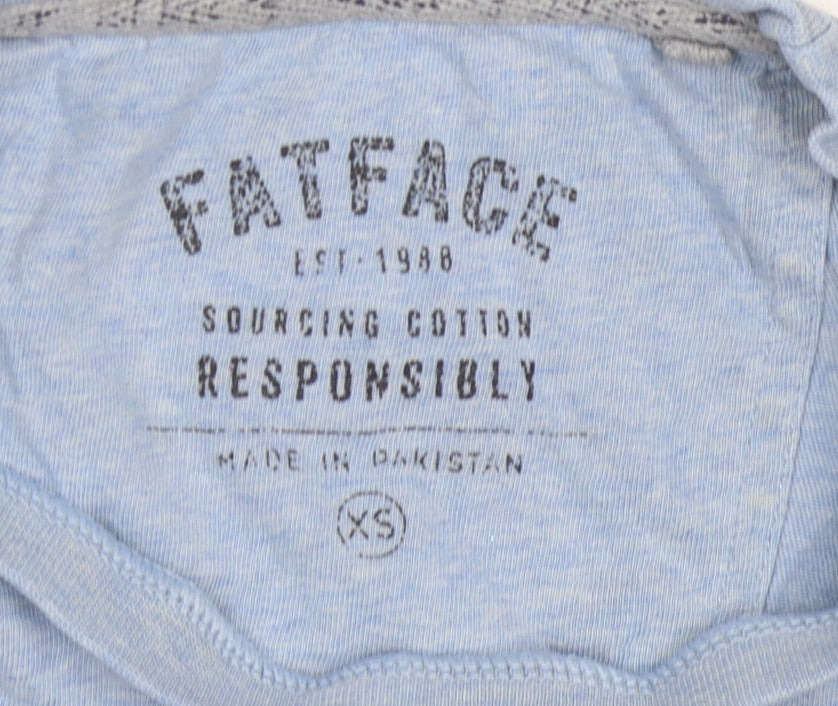 FATFACE
EST·1988
SOURCING COTTON
RESPONSIBLY
MADE IN PAKISTAN
XS